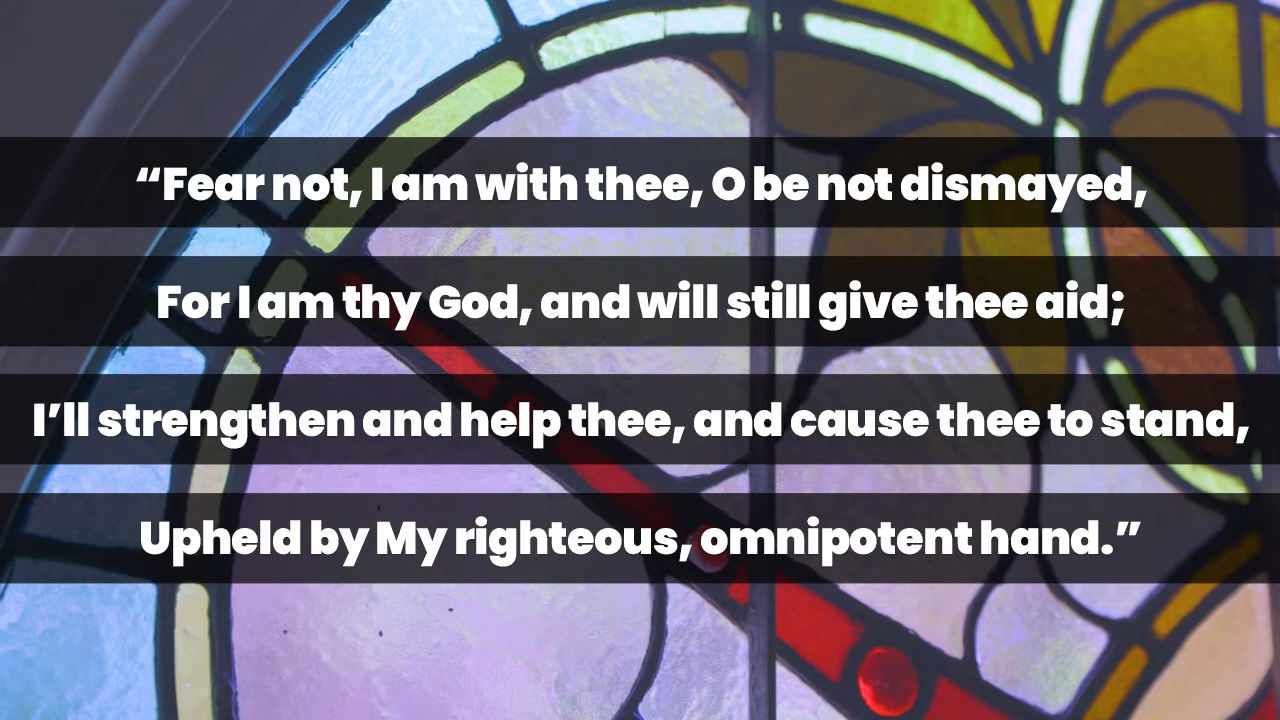 “Fear not, I am with thee, O be not dismayed,
For I am thy God, and will still give thee aid;
I’ll strengthen and help thee, and cause thee to stand,
Upheld by My righteous, omnipotent hand.”